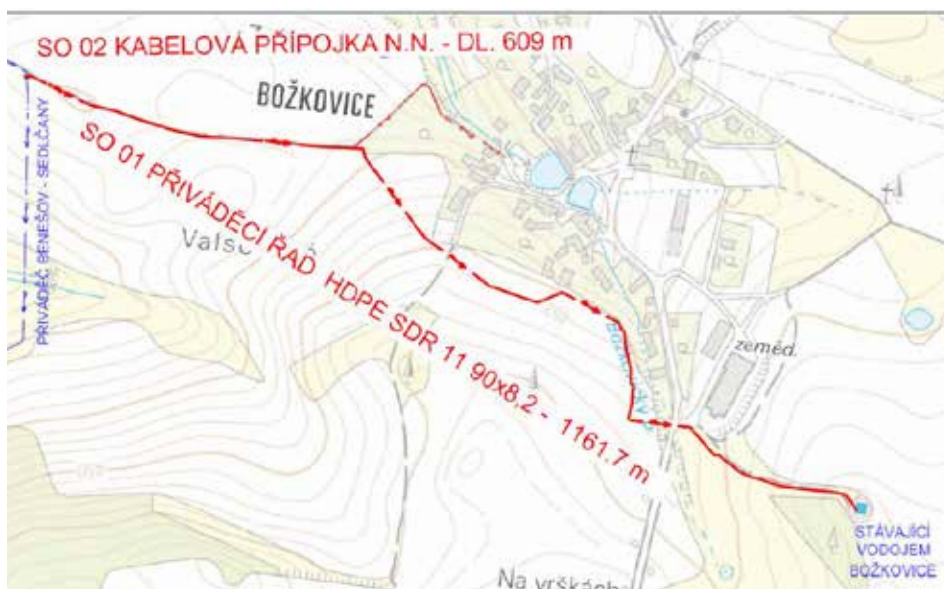 SO 02 KABELOVÁ PŘÍPOJKA N.N. - DL. 609 m
BOŽKOVICE
SO 01 PŘIVÁDĚCÍ ŘAD HDPE SDR 11 90x8,2 - 1161.7 m
PŘIVÁDĚČ BENEŠOV - SEDLČANY
zeměd.
STÁVAJÍCÍ
VODOJEM
BOŽKOVICE
Na vrškách